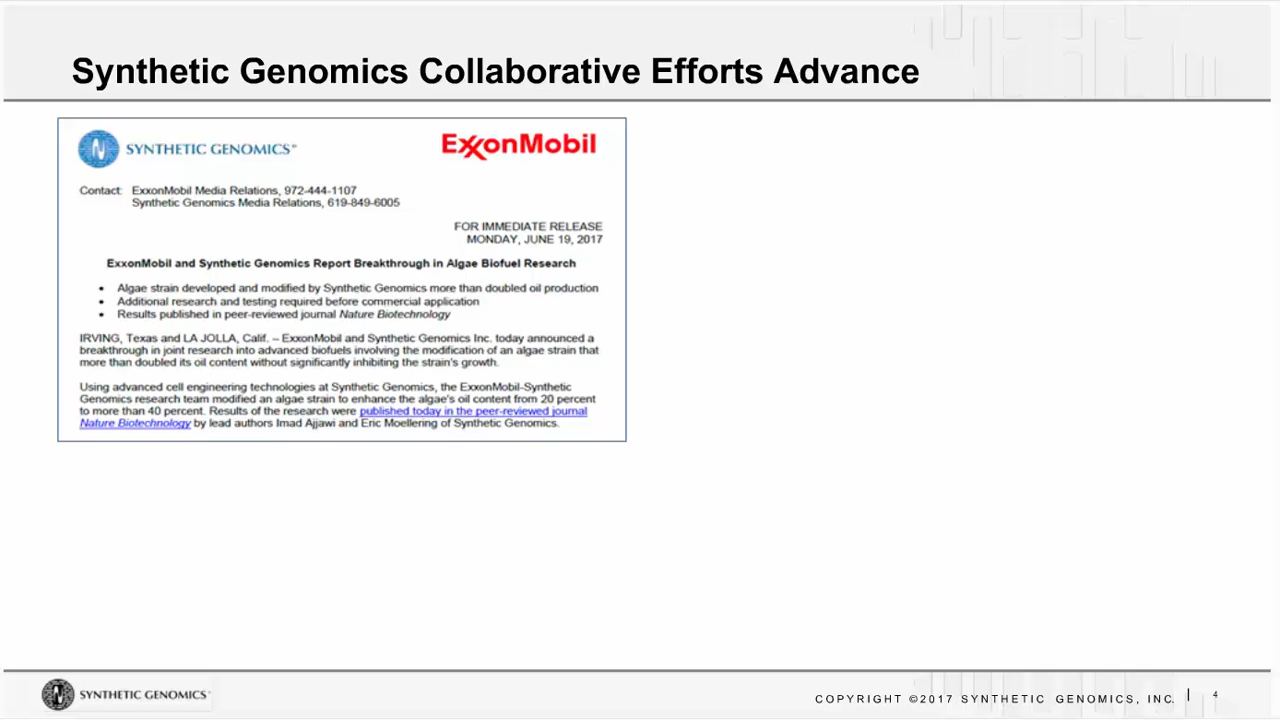 Synthetic Genomics Collaborative Efforts Advance
SYNTHETIC GENOMICS®
ExxonMobil
Contact: ExxonMobil Media Relations, 972-444-1107
Synthetic Genomics Media Relations, 619-849-6005
FOR IMMEDIATE RELEASE
MONDAY, JUNE 19, 2017
ExxonMobil and Synthetic Genomics Report Breakthrough in Algae Biofuel Research
• Algae strain developed and modified by Synthetic Genomics more than doubled oil production
• Additional research and testing required before commercial application
• Results published in peer-reviewed journal Nature Biotechnology
IRVING, Texas and LA JOLLA, Calif. – ExxonMobil and Synthetic Genomics Inc. today announced a
breakthrough in joint research into advanced biofuels involving the modification of an algae strain that
more than doubled its oil content without significantly inhibiting the strain's growth.
Using advanced cell engineering technologies at Synthetic Genomics, the ExxonMobil-Synthetic
Genomics research team modified an algae strain to enhance the algae's oil content from 20 percent
to more than 40 percent. Results of the research were published today in the peer-reviewed journal
Nature Biotechnology by lead authors Imad Ajjawi and Eric Moellering of Synthetic Genomics.
SYNTHETIC GENOMICS
COPYRIGHT ©2017 SYNTHETIC GENOMICS, INC. | 4